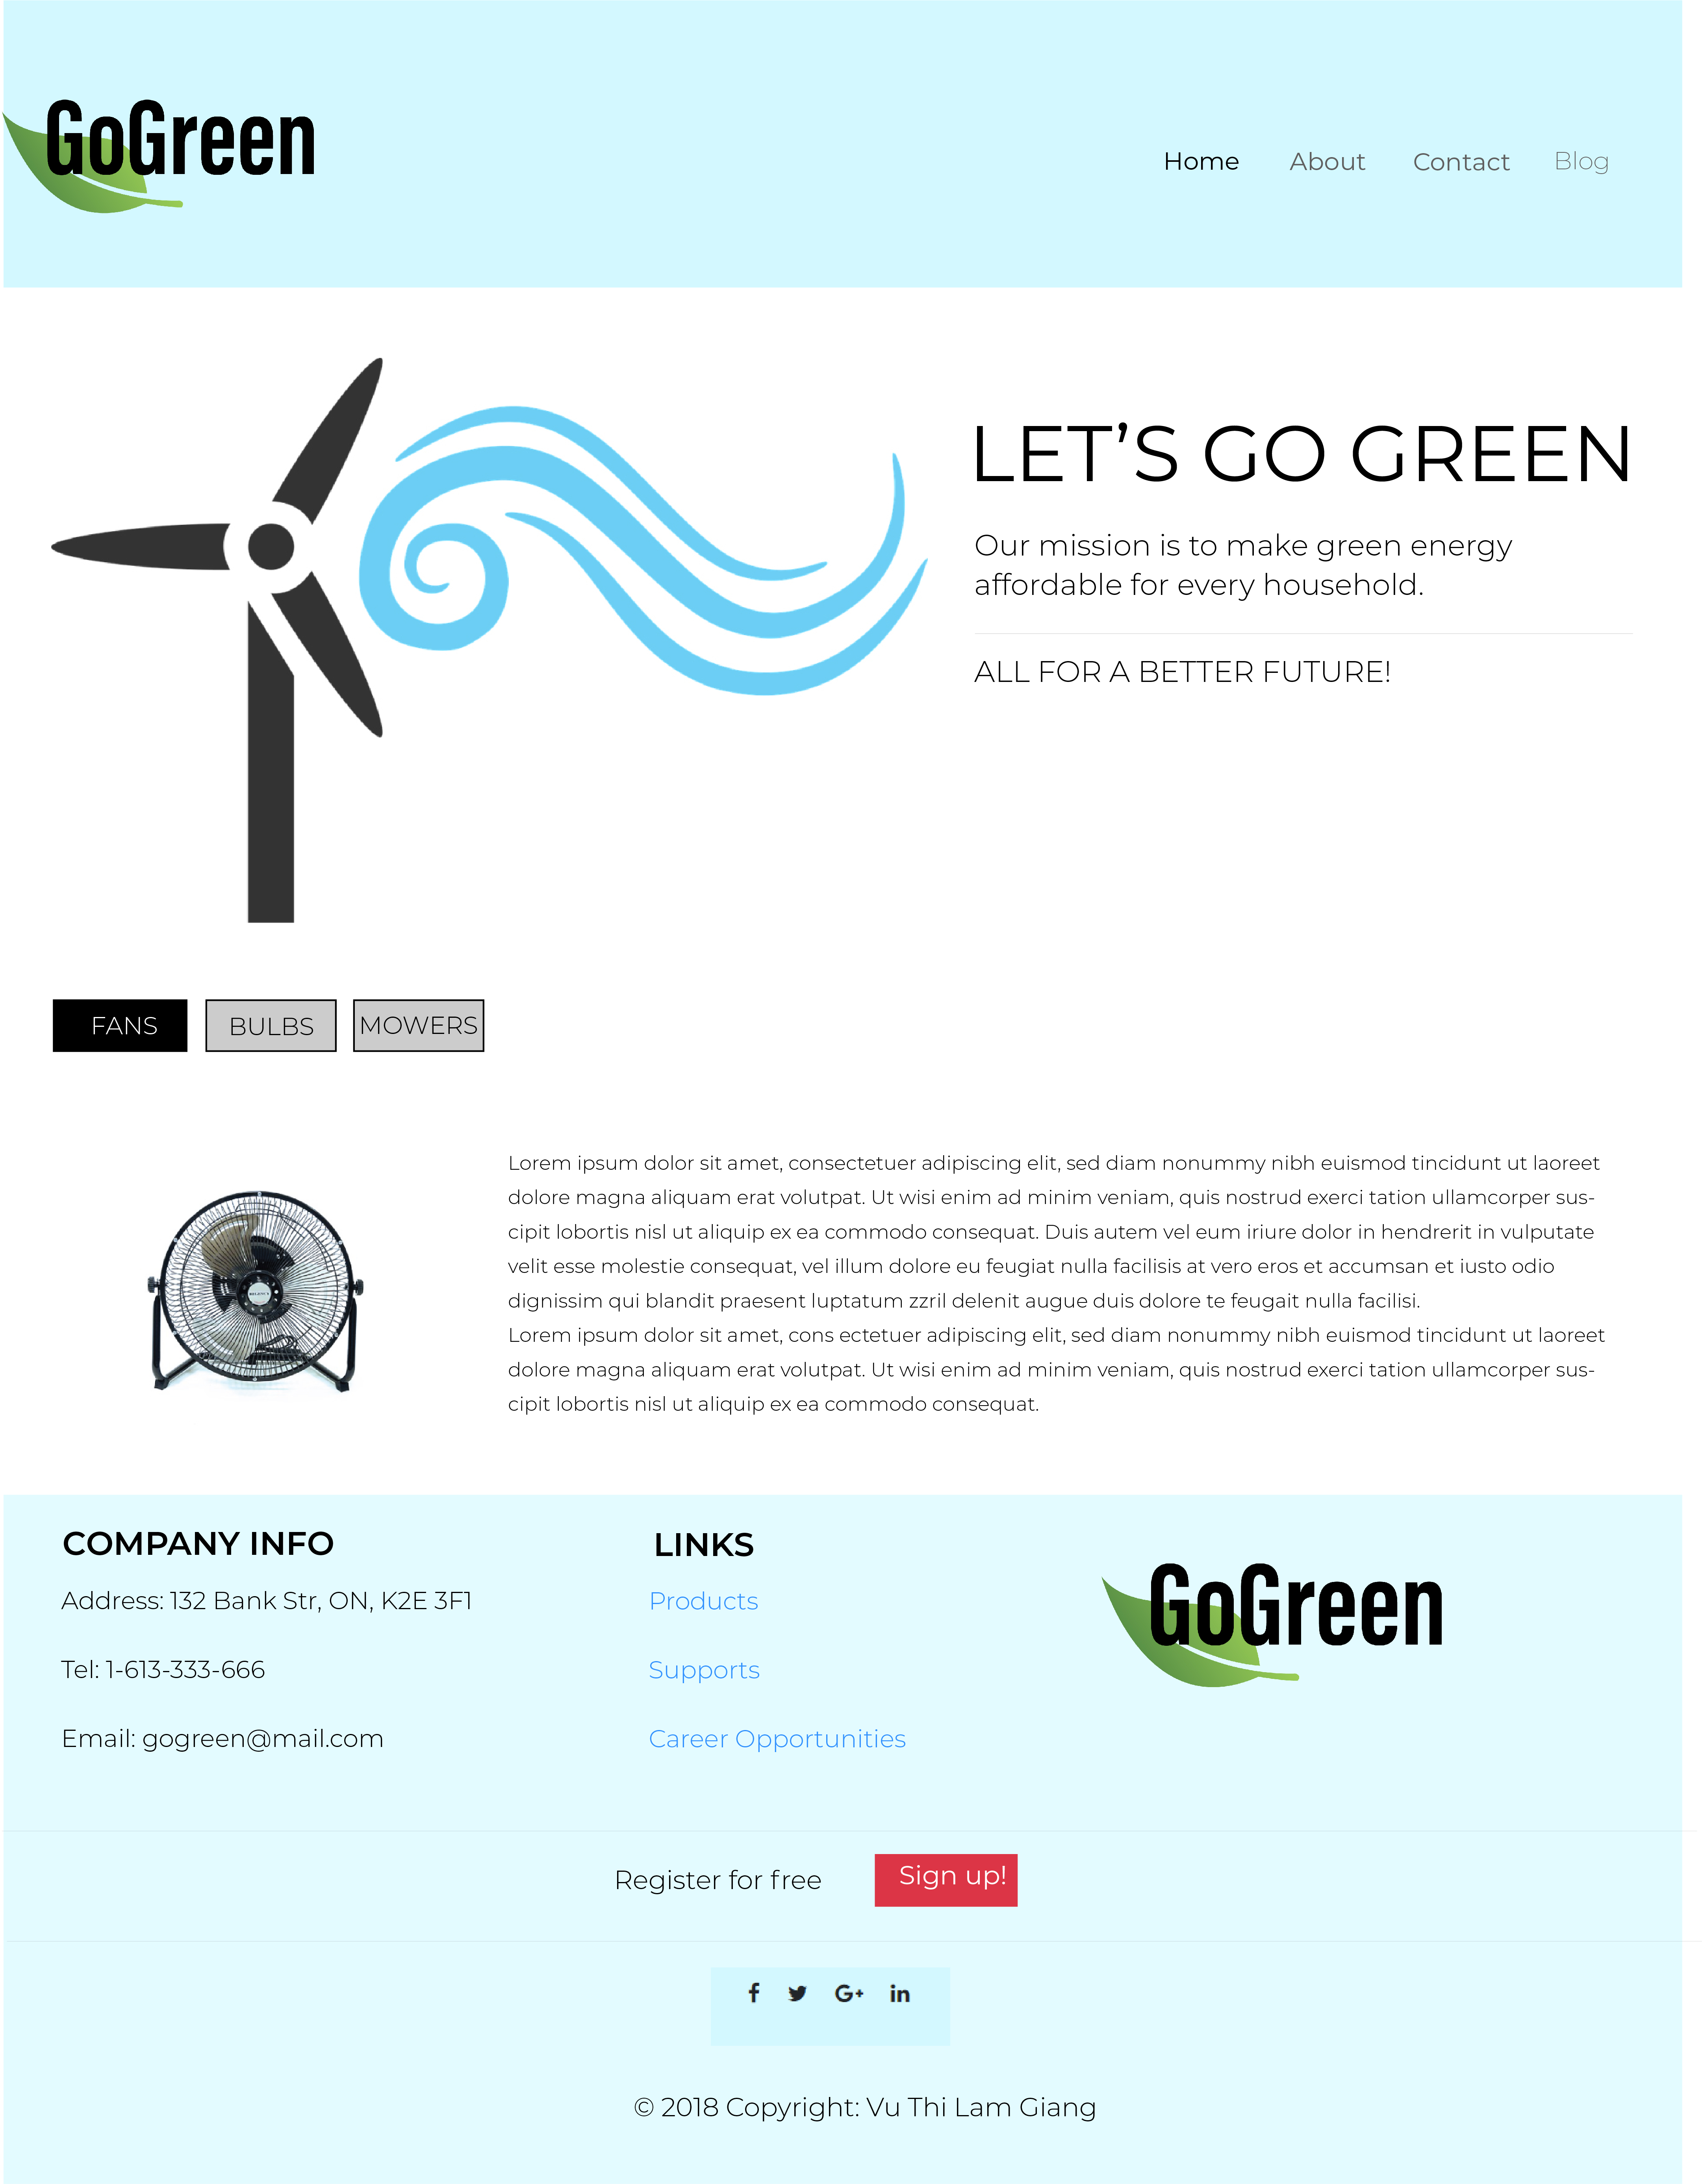 GoGreen
Home About Contact Blog
LET’S GO GREEN
Our mission is to make green energy
affordable for every household.
ALL FOR A BETTER FUTURE!
FANS BULBS MOWERS
Lorem ipsum dolor sit amet, consectetuer adipiscing elit, sed diam nonummy nibh euismod tincidunt ut laoreet
dolore magna aliquam erat volutpat. Ut wisi enim ad minim veniam, quis nostrud exerci tation ullamcorper sus-
cipit lobortis nisl ut aliquip ex ea commodo consequat. Duis autem vel eum iriure dolor in hendrerit in vulputate
velit esse molestie consequat, vel illum dolore eu feugiat nulla facilisis at vero eros et accumsan et iusto odio
dignissim qui blandit praesent luptatum zzril delenit augue duis dolore te feugait nulla facilisi.
Lorem ipsum dolor sit amet, cons ectetuer adipiscing elit, sed diam nonummy nibh euismod tincidunt ut laoreet
dolore magna aliquam erat volutpat. Ut wisi enim ad minim veniam, quis nostrud exerci tation ullamcorper sus-
cipit lobortis nisl ut aliquip ex ea commodo consequat.
COMPANY INFO
Address: 132 Bank Str, ON, K2E 3F1
Tel: 1-613-333-666
Email: gogreen@mail.com
LINKS
Products
Supports
Career Opportunities
GoGreen
Register for free Sign up!
f G+ in
© 2018 Copyright: Vu Thi Lam Giang